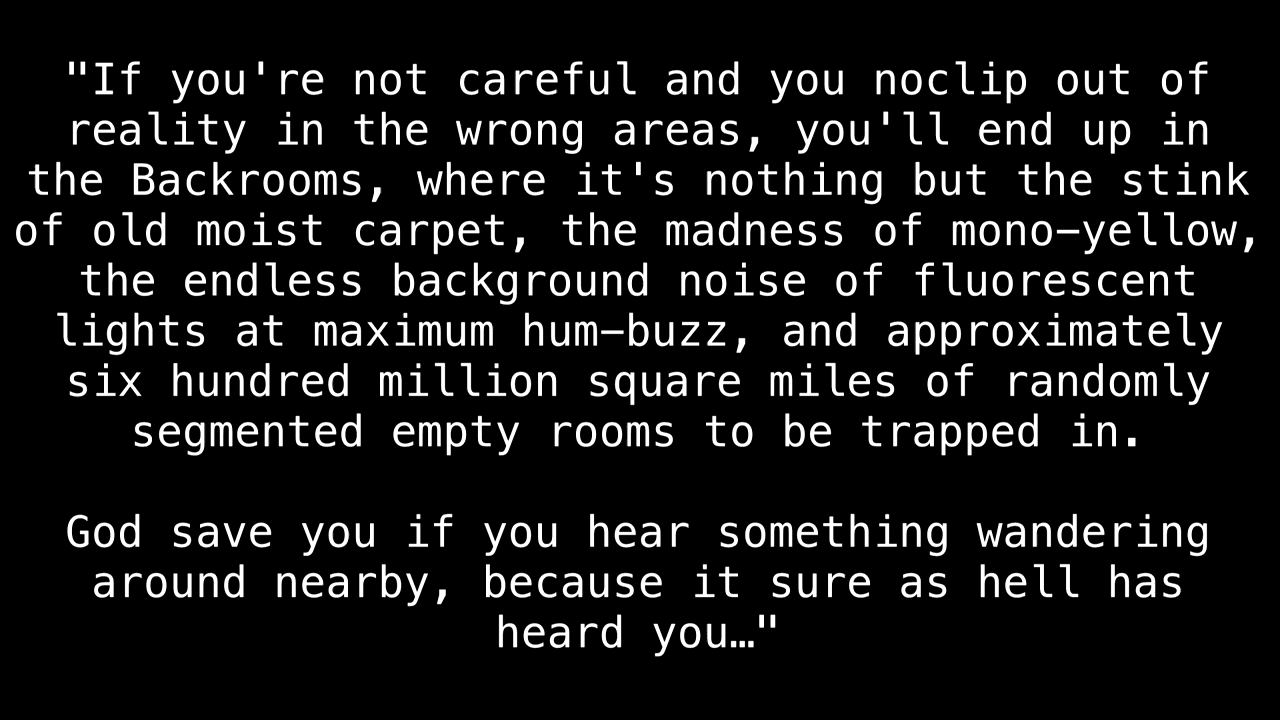 "If you're not careful and you noclip out of
reality in the wrong areas, you'll end up in
the Backrooms, where it's nothing but the stink
of old moist carpet, the madness of mono-yellow,
the endless background noise of fluorescent
lights at maximum hum-buzz, and approximately
six hundred million square miles of randomly
segmented empty rooms to be trapped in.
God save you if you hear something wandering
around nearby, because it sure as hell has
heard you…"